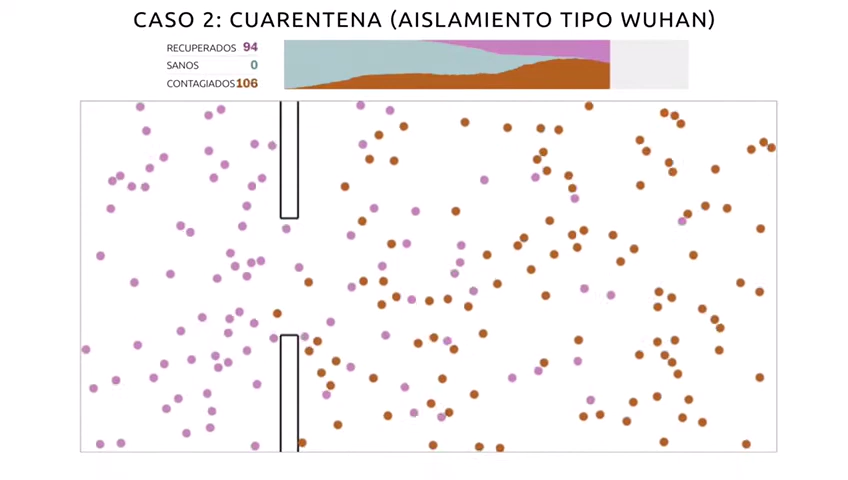 CASO 2: CUARENTENA (AISLAMIENTO TIPO WUHAN)
RECUPERADOS 94
SANOS 0
CONTAGIADOS 106